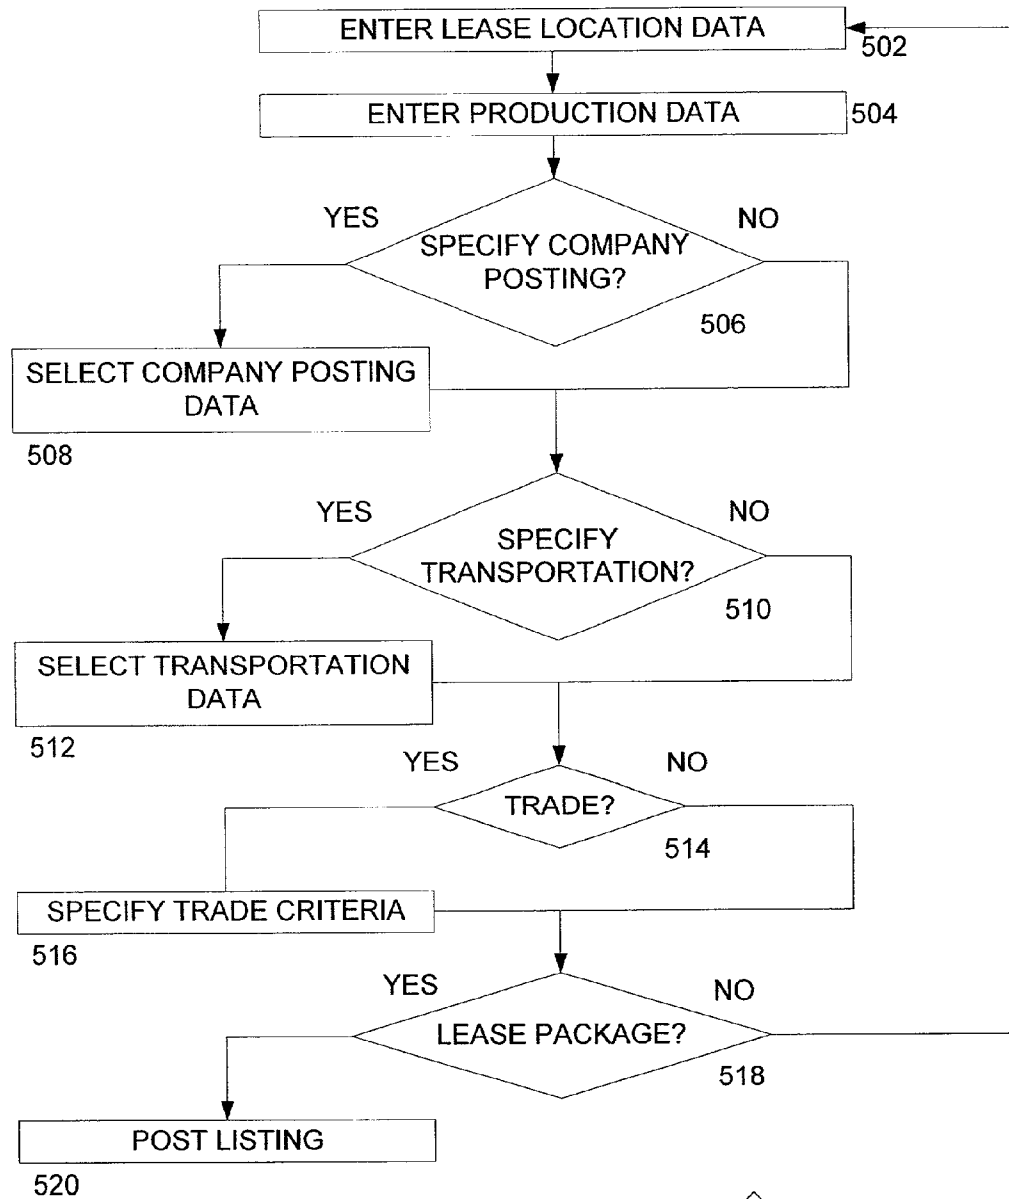 ENTER LEASE LOCATION DATA
502
ENTER PRODUCTION DATA
504
YES
NO
SPECIFY COMPANY
POSTING?
506
SELECT COMPANY POSTING
DATA
508
YES
NO
SPECIFY
TRANSPORTATION?
510
SELECT TRANSPORTATION
DATA
512
YES
NO
TRADE?
514
SPECIFY TRADE CRITERIA
516
YES
NO
LEASE PACKAGE?
518
POST LISTING
520